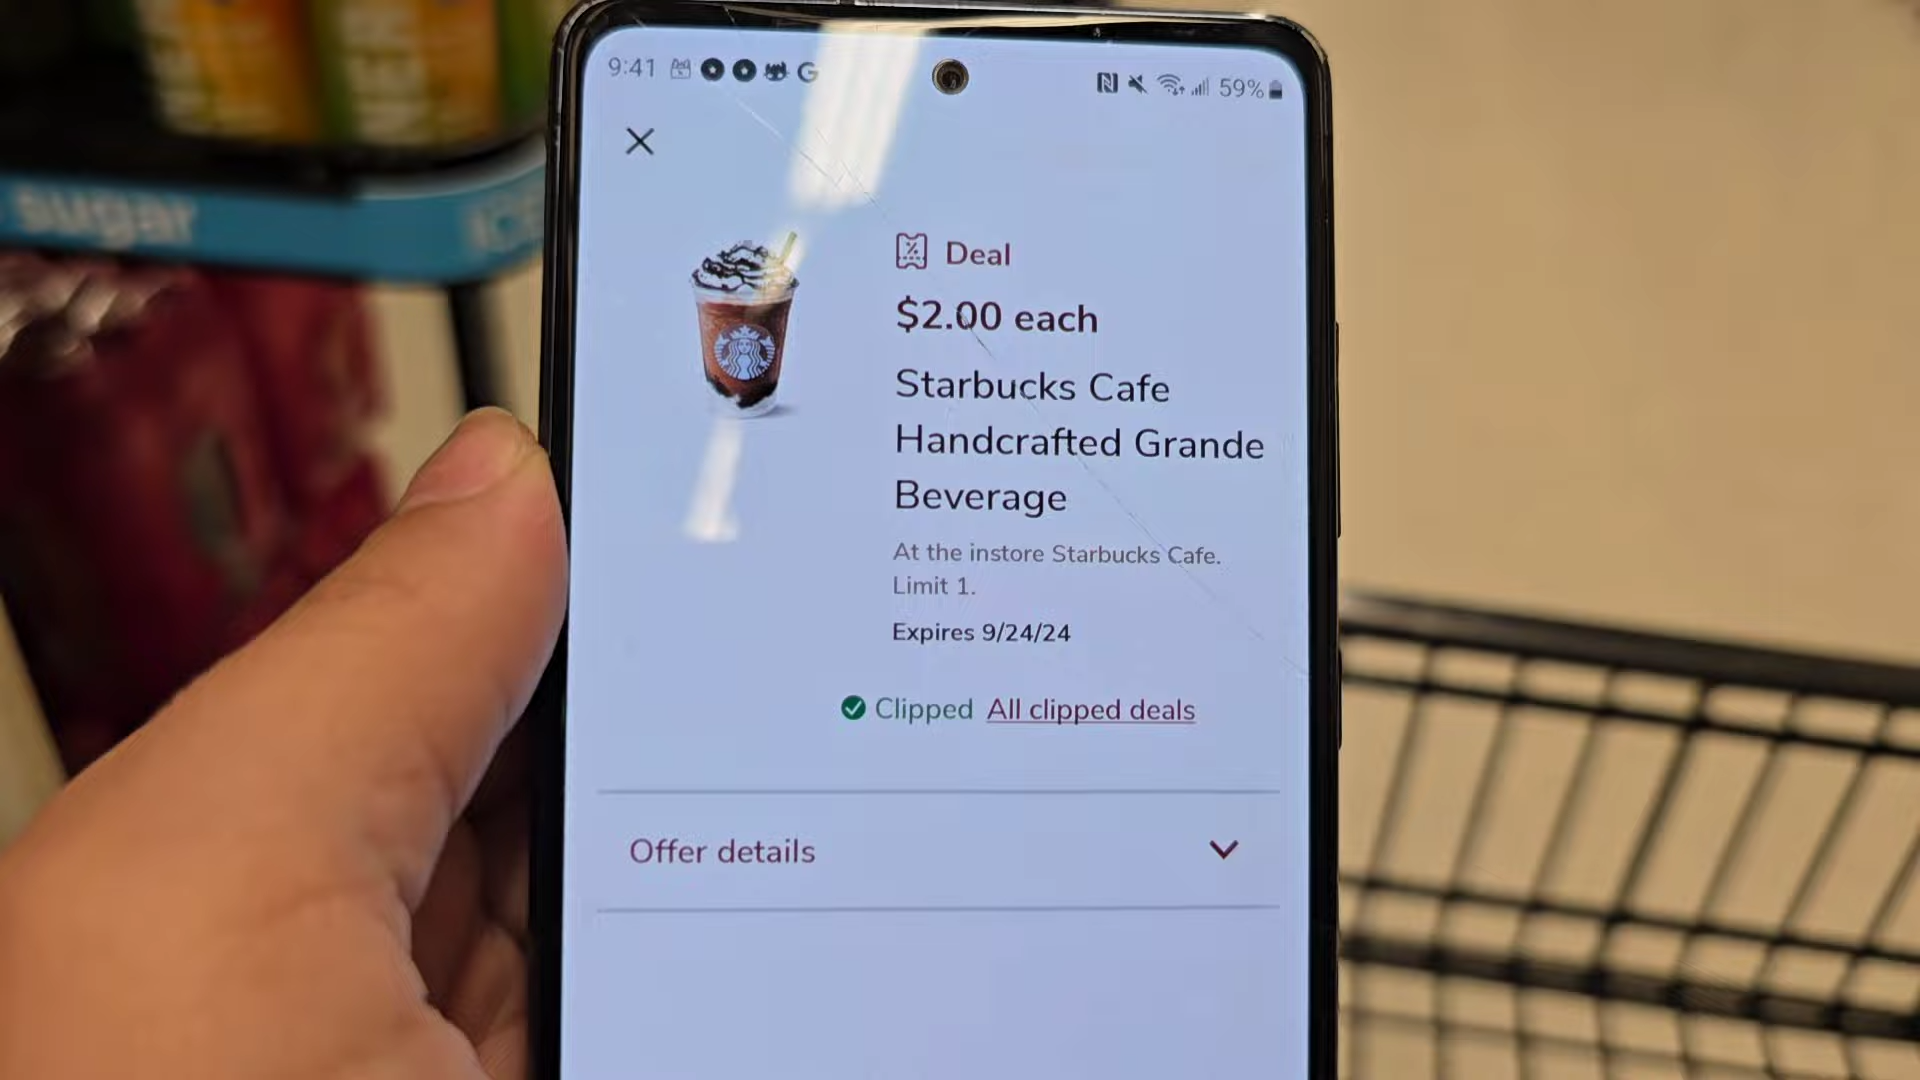 9:41
G
59%
sugar
Deal
$2.00 each
Starbucks Cafe
Handcrafted Grande
Beverage
At the instore Starbucks Cafe.
Limit 1.
Expires 9/24/24
Clipped All clipped deals
Offer details